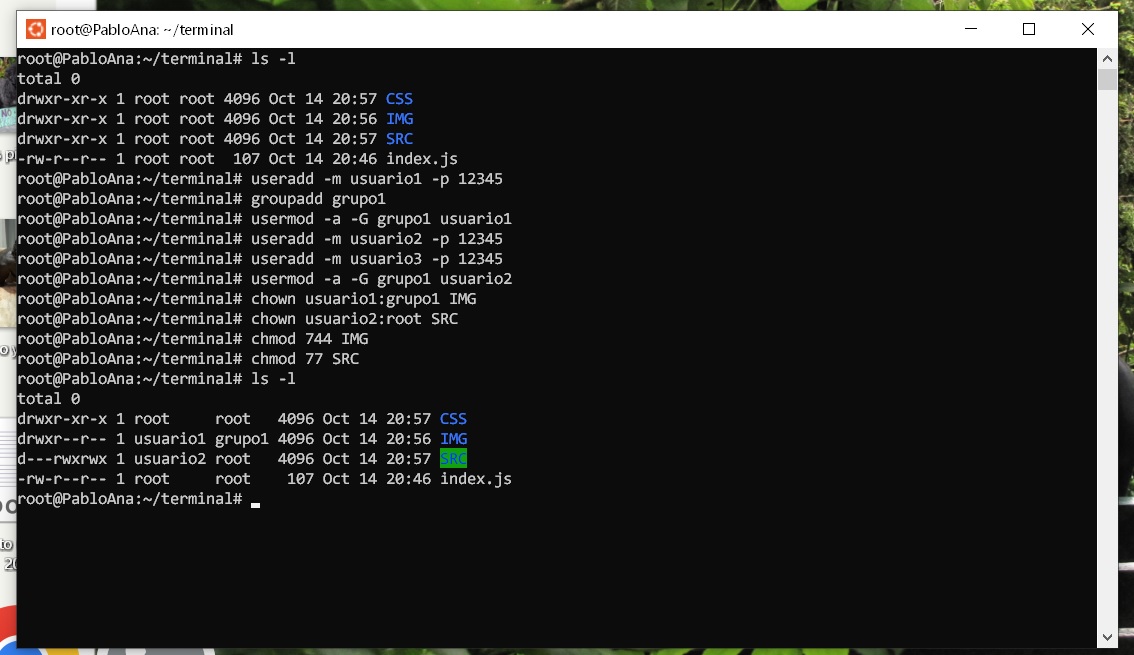 root@PabloAna: ~/terminal
root@PabloAna:~/terminal# ls -l
total 0
drwxr-xr-x 1 root root 4096 Oct 14 20:57 CSS
drwxr-xr-x 1 root root 4096 Oct 14 20:56 IMG
drwxr-xr-x 1 root root 4096 Oct 14 20:57 SRC
-rw-r--r-- 1 root root  107 Oct 14 20:46 index.js
root@PabloAna:~/terminal# useradd -m usuario1 -p 12345
root@PabloAna:~/terminal# groupadd grupo1
root@PabloAna:~/terminal# usermod -a -G grupo1 usuario1
root@PabloAna:~/terminal# useradd -m usuario2 -p 12345
root@PabloAna:~/terminal# useradd -m usuario3 -p 12345
root@PabloAna:~/terminal# usermod -a -G grupo1 usuario2
root@PabloAna:~/terminal# chown usuario1:grupo1 IMG
root@PabloAna:~/terminal# chown usuario2:root SRC
root@PabloAna:~/terminal# chmod 744 IMG
root@PabloAna:~/terminal# chmod 77 SRC
root@PabloAna:~/terminal# ls -l
total 0
drwxr-xr-x 1 root     root   4096 Oct 14 20:57 CSS
drwxr--r-- 1 usuario1 grupo1 4096 Oct 14 20:56 IMG
d---rwxrwx 1 usuario2 root   4096 Oct 14 20:57 SRC
-rw-r--r-- 1 root     root    107 Oct 14 20:46 index.js
root@PabloAna:~/terminal#